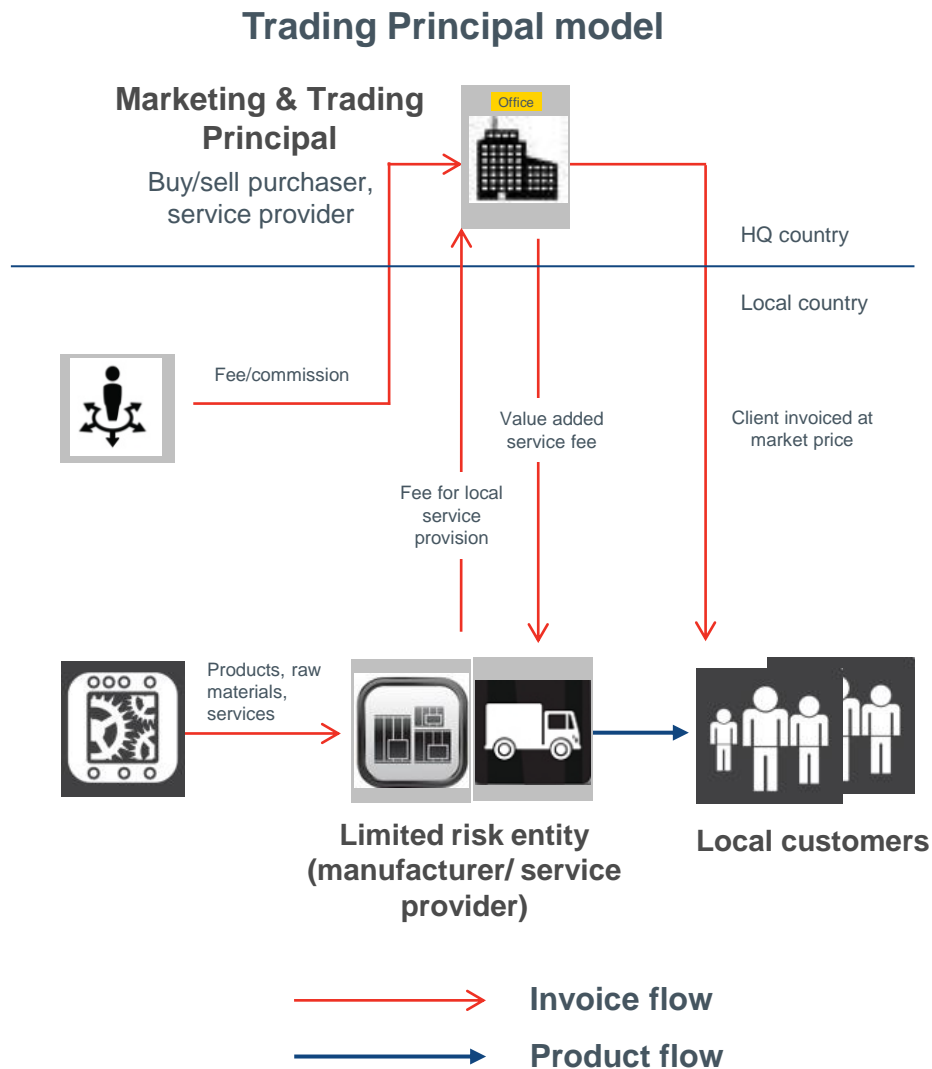 Trading Principal model
Marketing & Trading
Principal
Buy/sell purchaser,
service provider
Office
HQ country
Local country
Fee/commission
Value added
service fee
Client invoiced at
market price
Fee for local
service
provision
Products, raw
materials,
services
Limited risk entity
(manufacturer/ service
provider)
Local customers
Invoice flow
Product flow